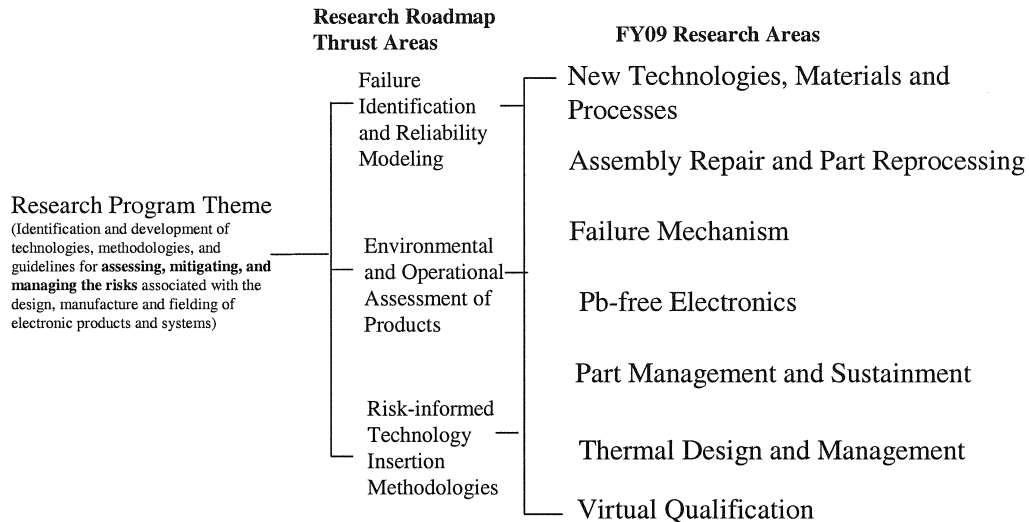 Research Roadmap
Thrust Areas
FY09 Research Areas
Research Program Theme
(Identification and development of
technologies, methodologies, and
guidelines for assessing, mitigating, and
managing the risks associated with the
design, manufacture and fielding of
electronic products and systems)
Failure
Identification
and Reliability
Modeling
Environmental
and Operational
Assessment of
Products
Risk-informed
Technology
Insertion
Methodologies
New Technologies, Materials and
Processes
Assembly Repair and Part Reprocessing
Failure Mechanism
Pb-free Electronics
Part Management and Sustainment
Thermal Design and Management
Virtual Qualification